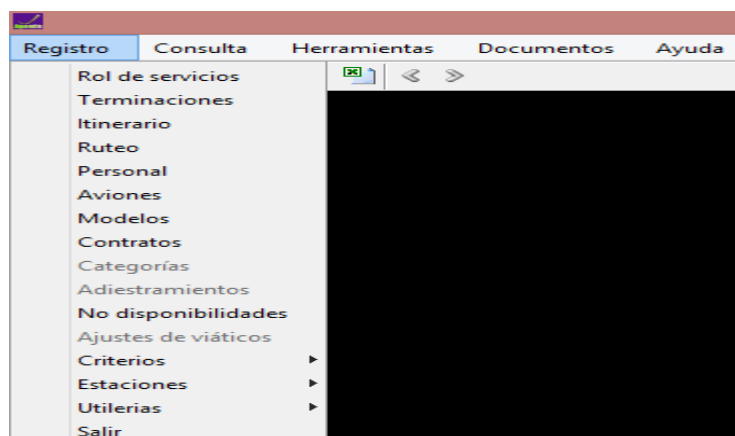 Registro Consulta Herramientas Documentos Ayuda
Rol de servicios
Terminaciones
Itinerario
Ruteo
Personal
Aviones
Modelos
Contratos
Categorías
Adiestramientos
No disponibilidades
Ajustes de viáticos
Criterios
Estaciones
Utilerias
Salir